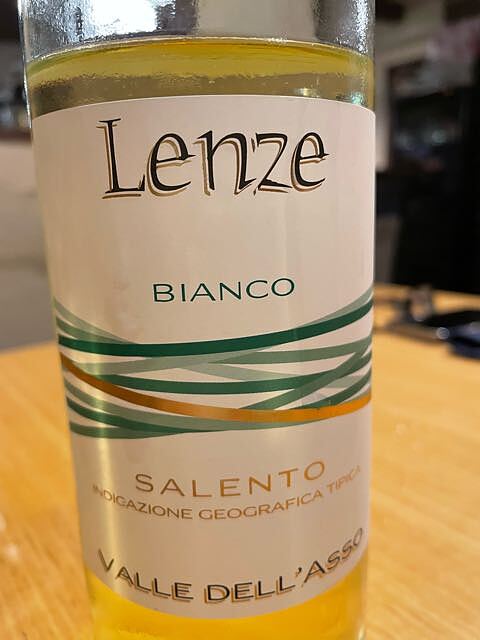 Lenze
BIANCO
SALENTO
INDICAZIONE GEOGRAFICA TIPICA
VALLE DELL'ASSO